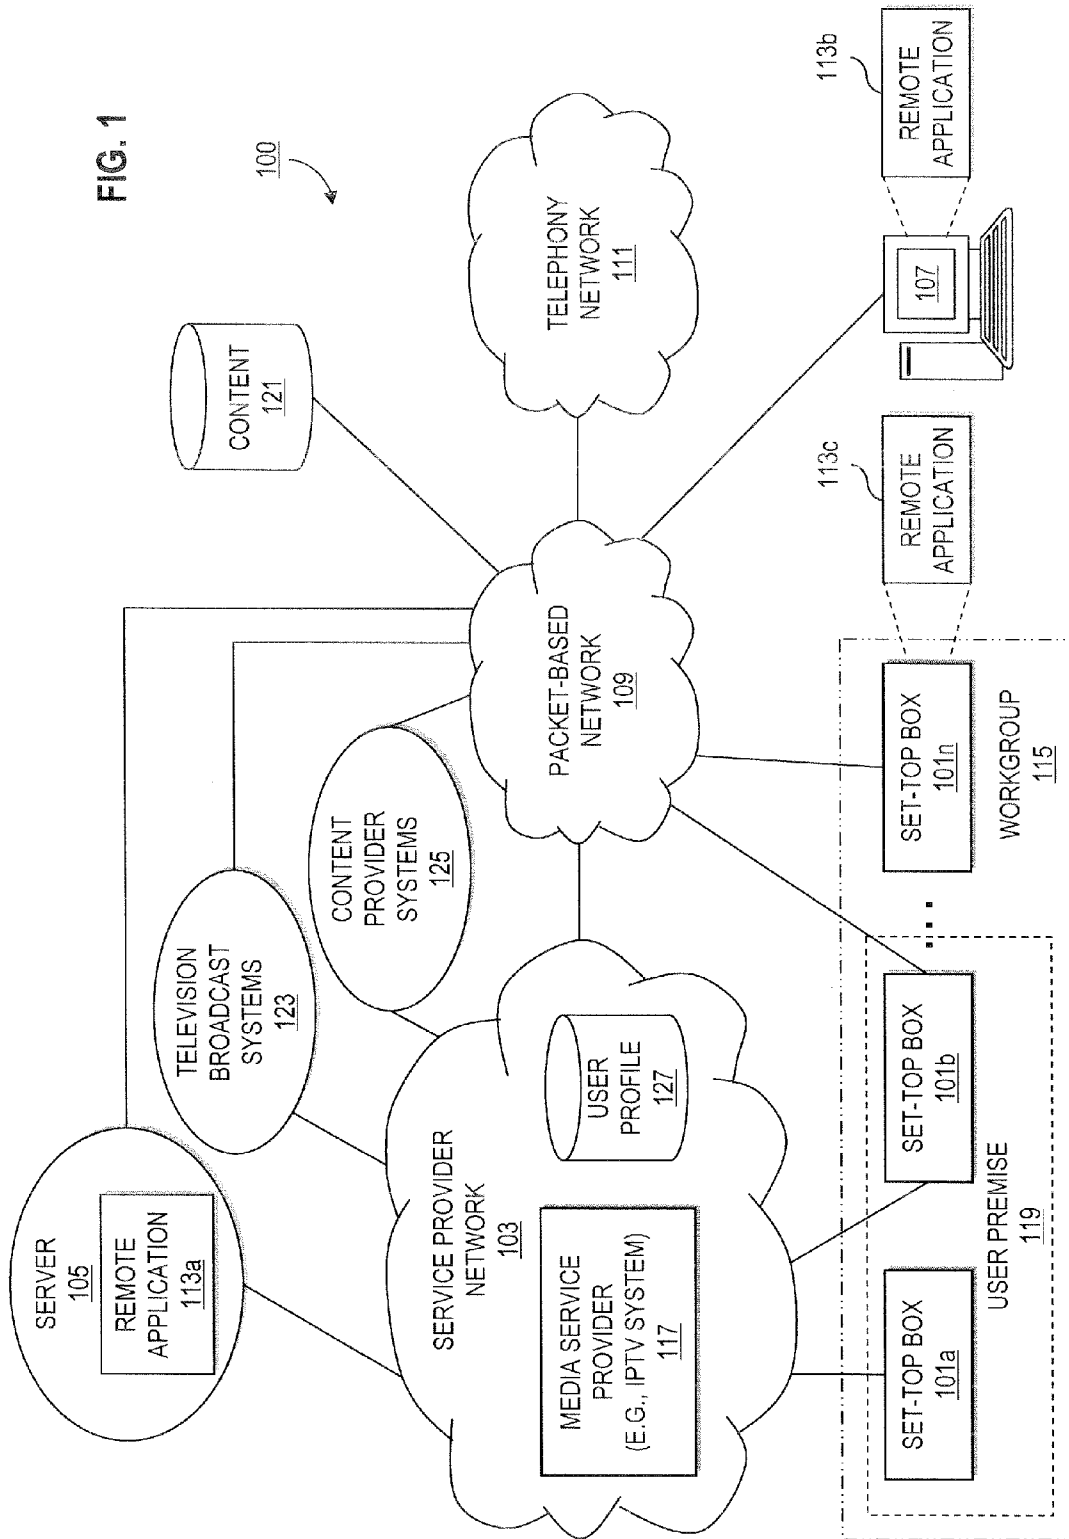 FIG. 1
100
SERVER
105
REMOTE
APPLICATION
113a
TELEVISION
BROADCAST
SYSTEMS
123
CONTENT
PROVIDER
SYSTEMS
125
CONTENT
121
SERVICE PROVIDER
NETWORK
103
MEDIA SERVICE
PROVIDER
(E.G., IPTV SYSTEM)
117
USER
PROFILE
127
PACKET-BASED
NETWORK
109
TELEPHONY
NETWORK
111
SET-TOP BOX
101a
SET-TOP BOX
101b
USER PREMISE
119
....
SET-TOP BOX
101n
WORKGROUP
115
113c
REMOTE
APPLICATION
107
113b
REMOTE
APPLICATION